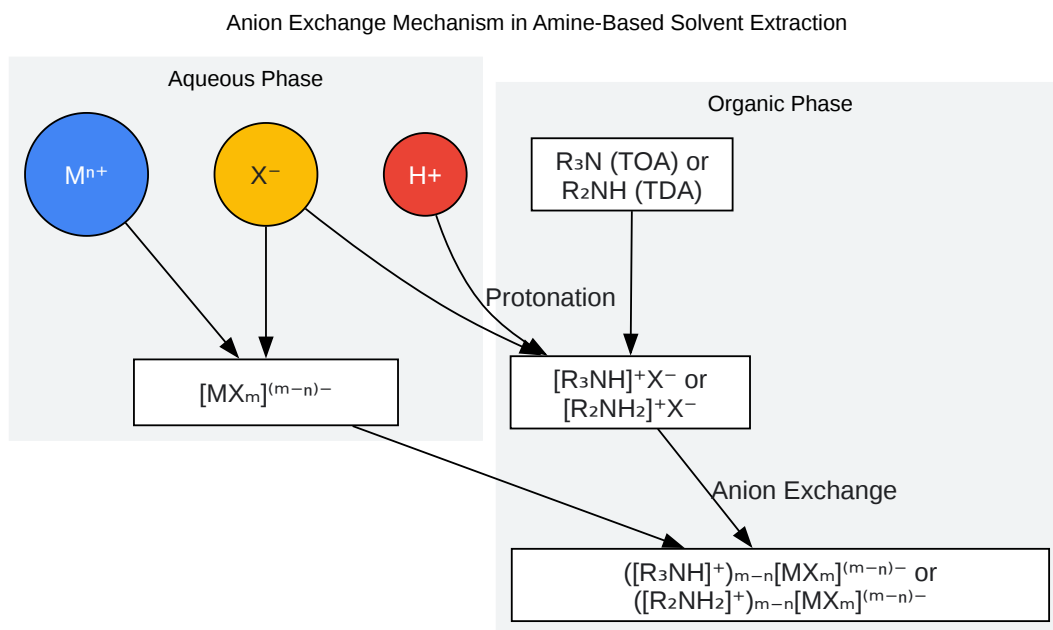 Anion Exchange Mechanism in Amine-Based Solvent Extraction
Aqueous Phase
Organic Phase
Mⁿ⁺
X⁻
H+
R₃N (TOA) or
R₂NH (TDA)
Protonation
[MXₘ]⁽ᵐ⁻ⁿ⁾⁻
[R₃NH]⁺X⁻ or
[R₂NH₂]⁺X⁻
Anion Exchange
([R₃NH]⁺)ₘ₋ₙ[MXₘ]⁽ᵐ⁻ⁿ⁾⁻ or
([R₂NH₂]⁺)ₘ₋ₙ[MXₘ]⁽ᵐ⁻ⁿ⁾⁻